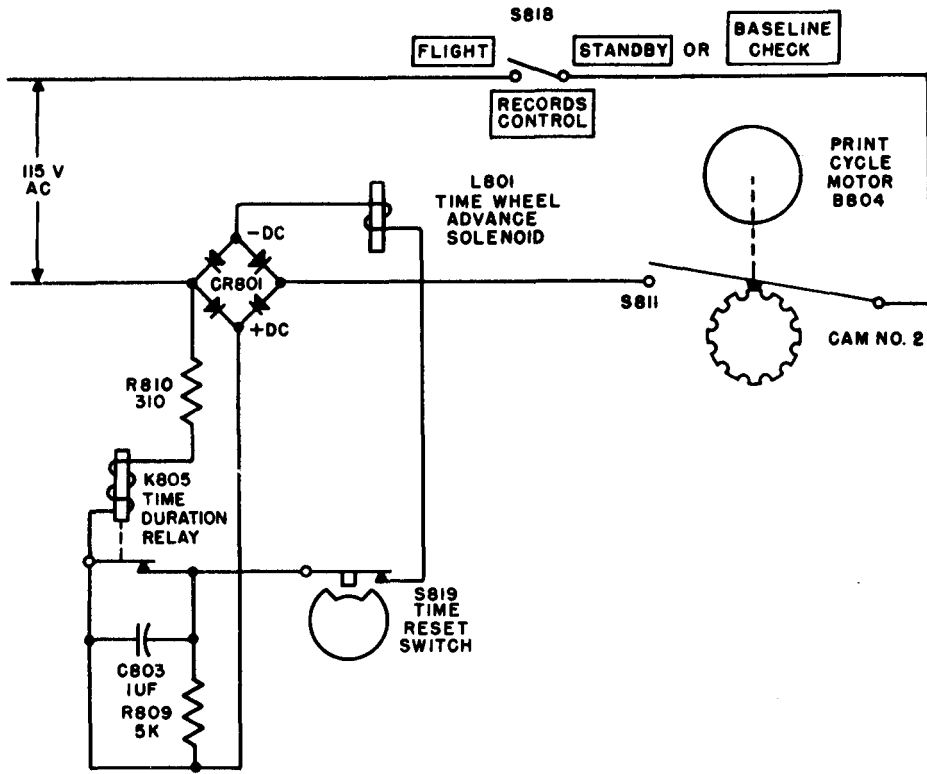 S818
FLIGHT
STANDBY OR
BASELINE
CHECK
RECORDS
CONTROL
115 V
AC
L801
TIME WHEEL
ADVANCE
SOLENOID
PRINT
CYCLE
MOTOR
B804
-DC
CR801
+DC
S811
CAM NO. 2
R810
310
K805
TIME
DURATION
RELAY
S819
TIME
RESET
SWITCH
C803
1UF
R809
5K